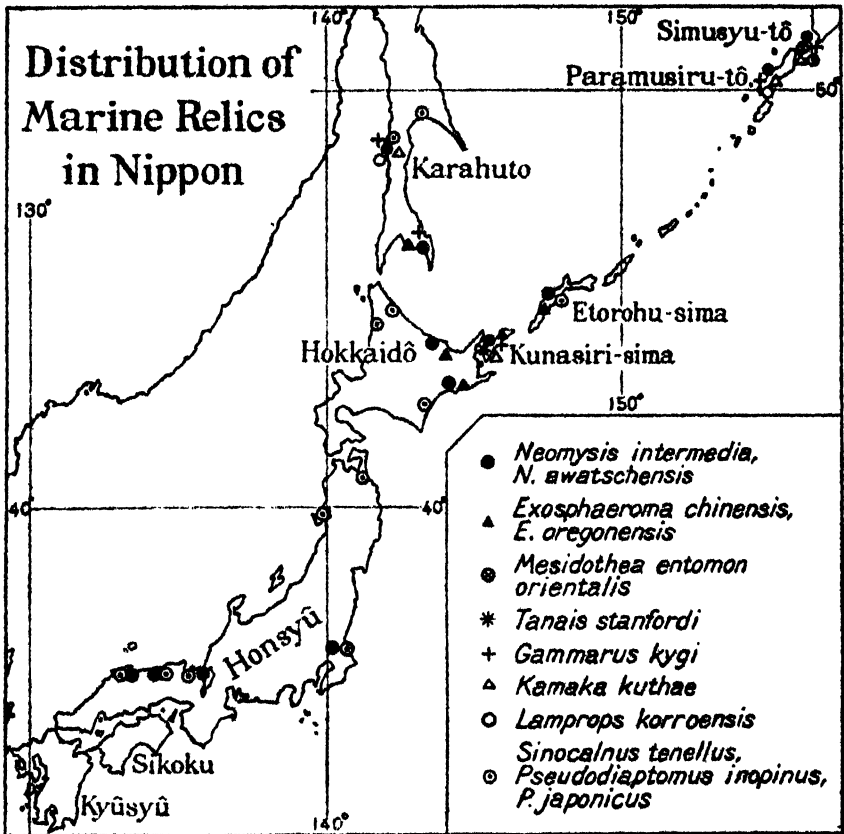 Distribution of
Marine Relics
in Nippon
140°
150°
Simusyu-tô
Paramusiru-tô
50°
Karahuto
130°
Etorohu-sima
Hokkaidô
Kunasiri-sima
150°
40°
40°
Honsyû
Sikoku
Kyûsyû
140°
Neomysis intermedia,
N. awatschensis
Exosphaeroma chinensis,
E. oregonensis
Mesidothea entomon
orientalis
Tanais stanfordi
Gammarus kygi
Kamaka kuthae
Lamprops korroensis
Sinocalnus tenellus,
Pseudodiaptomus inopinus,
P. japonicus